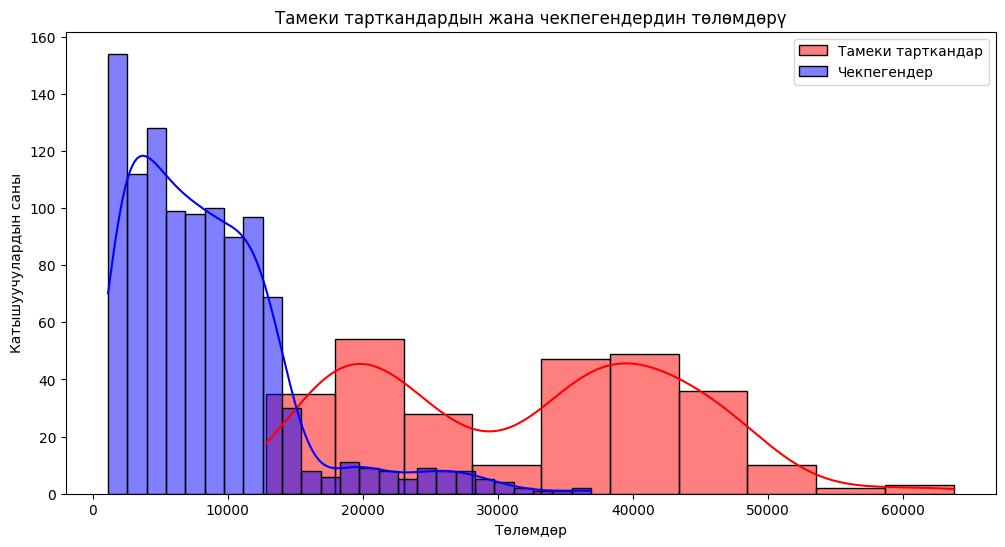 Тамеки тарткандардын жана чекпегендердин төлөмдөрү
Тамеки тарткандар
Чекпегендер
Катышуучулардын саны
160
140
120
100
80
60
40
20
0
0 10000 20000 30000 40000 50000 60000
Төлөмдөр